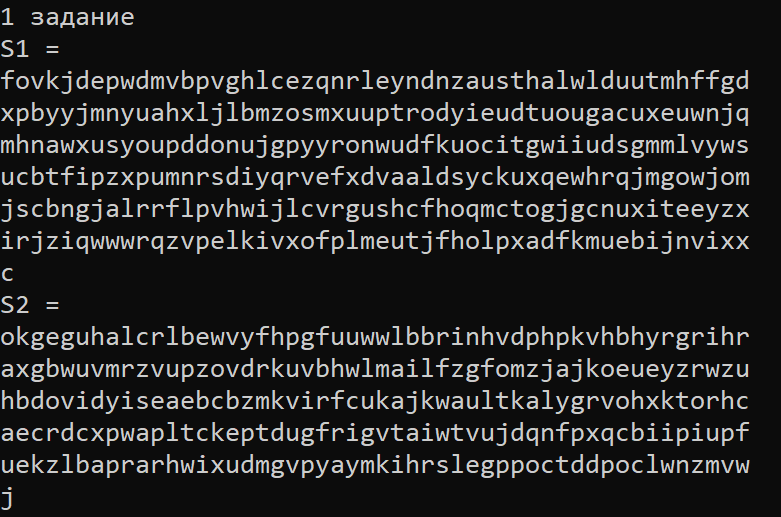 1 задание
S1 =
fovkjdepwdmvbpvghlcezqnrleyndnzausthalwlduutmhffgd
xpbyyjmnyuahxljlbmzosmxuuptrodyieudtuougacuxeuwnjq
mhnawxusyoupddonujgpyyronwudfkuocitgwiiudsgmmlvyws
ucbtfipzxpumnrsdiyqrvefxdvaaldsyckuxqewhrqjmgowjom
jscbngjalrrflpvhwijlcvrgushcfhoqmctogjgcnuxiteeyzx
irjziqwwwrqzvpelkivxofplmeutjfholpxadfkmuebijnvixx
c
S2 =
okgeguhalcrlbewvyfhpgfuuwwlbbrinhvdphpkvhbhyrgrihr
axgbwuvmrzvupzovdrkuvbhwlmailfzgfomzjajkoeueyzrwzu
hbdovidyiseaebcbzmkvirfcukajkwaultkalygrvohxktorhc
aecrdcxpwapltckeptdugfrigvtaiwtvujdqnfpxqcbiipiupf
uekzlbaprarhwixudmgvpyaymkihrslegppoctddpoclwnzmvw
j